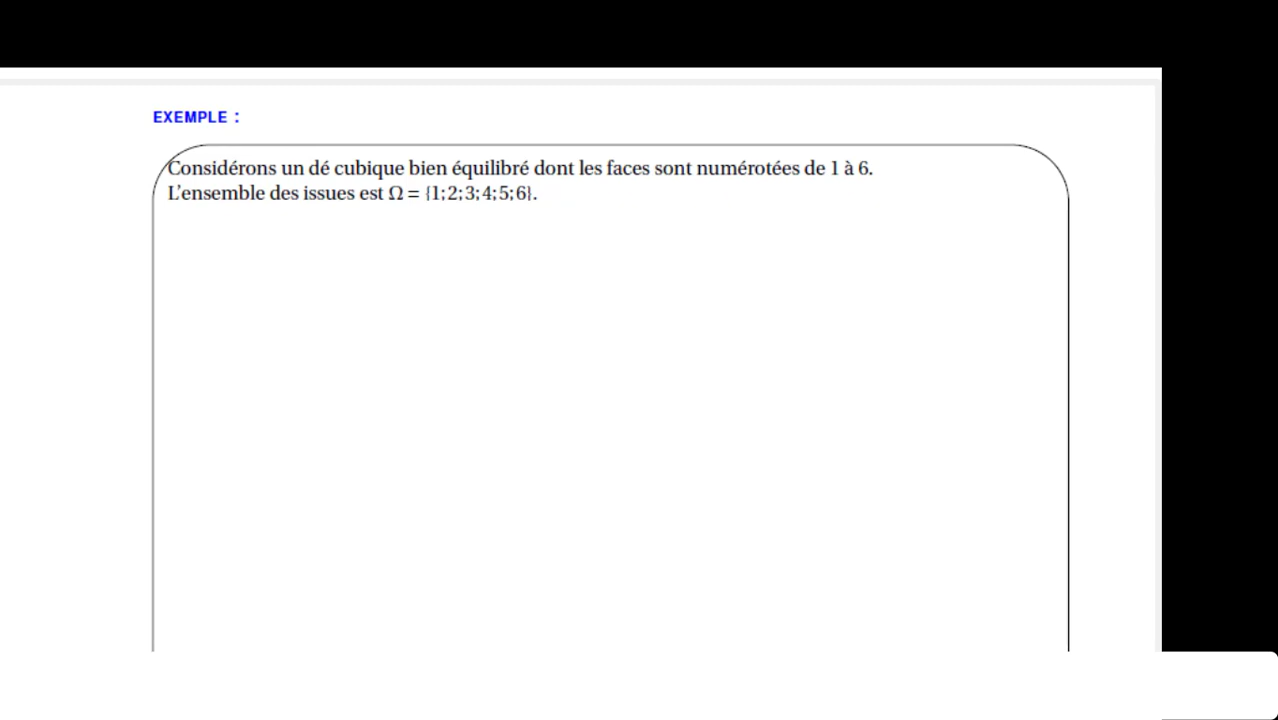 EXEMPLE :
Considérons un dé cubique bien équilibré dont les faces sont numérotées de 1 à 6.
L'ensemble des issues est Ω = {1;2;3;4;5;6}.